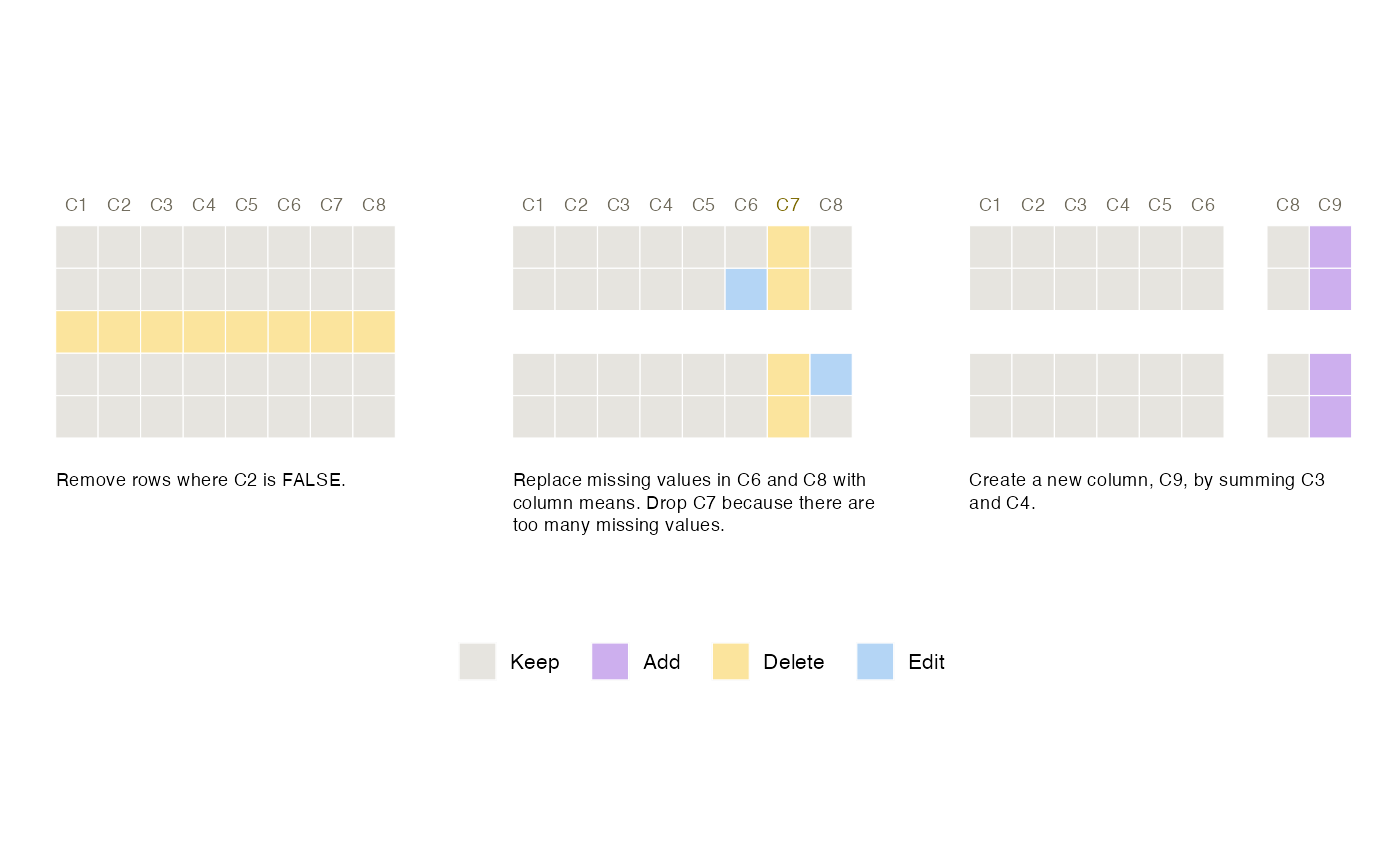 C1 C2 C3 C4 C5 C6 C7 C8
C1 C2 C3 C4 C5 C6 C7 C8
C1 C2 C3 C4 C5 C6 C8 C9
Remove rows where C2 is FALSE.
Replace missing values in C6 and C8 with
column means. Drop C7 because there are
too many missing values.
Create a new column, C9, by summing C3
and C4.
Keep
Add
Delete
Edit